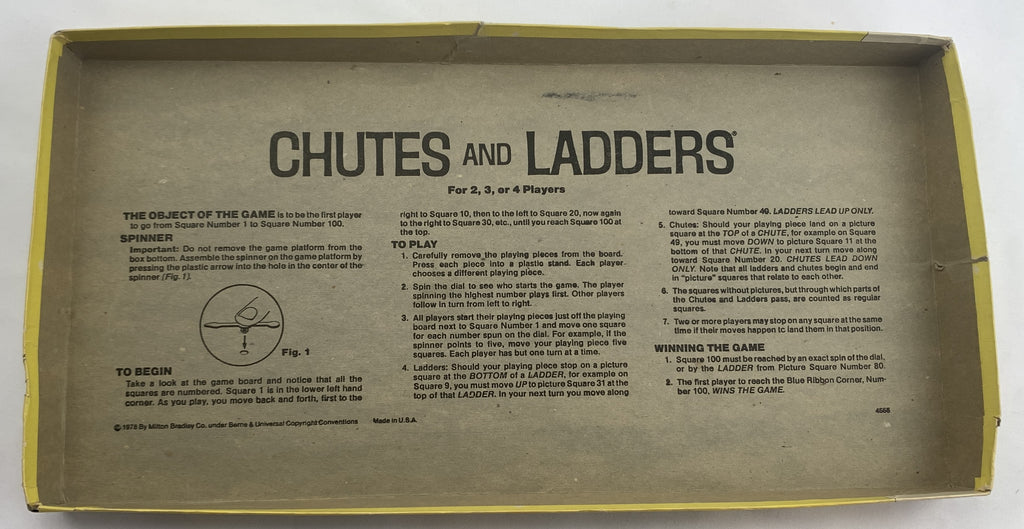 CHUTES AND LADDERS®
For 2, 3, or 4 Players
THE OBJECT OF THE GAME is to be the first player
to go from Square Number 1 to Square Number 100.
SPINNER
Important: Do not remove the game platform from the
box bottom. Assemble the spinner on the game platform by
pressing the plastic arrow into the hole in the center of the
spinner (Fig. 1).
Fig. 1
TO BEGIN
Take a look at the game board and notice that all the
squares are numbered. Square 1 is in the lower left hand
corner. As you play, you move back and forth, first to the
right to Square 10, then to the left to Square 20, now again
to the right to Square 30, etc., until you reach Square 100 at
the top.
TO PLAY
1. Carefully remove the playing pieces from the board.
Press each piece into a plastic stand. Each player
chooses a different playing piece.
2. Spin the dial to see who starts the game. The player
spinning the highest number plays first. Other players
follow in turn from left to right.
3. All players start their playing pieces just off the playing
board next to Square Number 1 and move one square
for each number spun on the dial. For example, if the
spinner points to five, move your playing piece five
squares. Each player has but one turn at a time.
4. Ladders: Should your playing piece stop on a picture
square at the BOTTOM of a LADDER, for example on
Square 9, you must move UP to picture Square 31 at the
top of that LADDER. In your next turn you move along
toward Square Number 40. LADDERS LEAD UP ONLY.
5. Chutes: Should your playing piece land on a picture
square at the TOP of a CHUTE, for example on Square
49, you must move DOWN to picture Square 11 at the
bottom of that CHUTE. In your next turn move along
toward Square Number 20. CHUTES LEAD DOWN
ONLY. Note that all ladders and chutes begin and end
in "picture" squares that relate to each other.
6. The squares without pictures, but through which parts of
the Chutes and Ladders pass, are counted as regular
squares.
7. Two or more players may stop on any square at the same
time if their moves happen to land them in that position.
WINNING THE GAME
1. Square 100 must be reached by an exact spin of the dial,
or by the LADDER from Picture Square Number 80.
2. The first player to reach the Blue Ribbon Corner, Num-
ber 100, WINS THE GAME.
4555
© 1978 By Milton Bradley Co. under Berne & Universal Copyright Conventions Made in U.S.A.